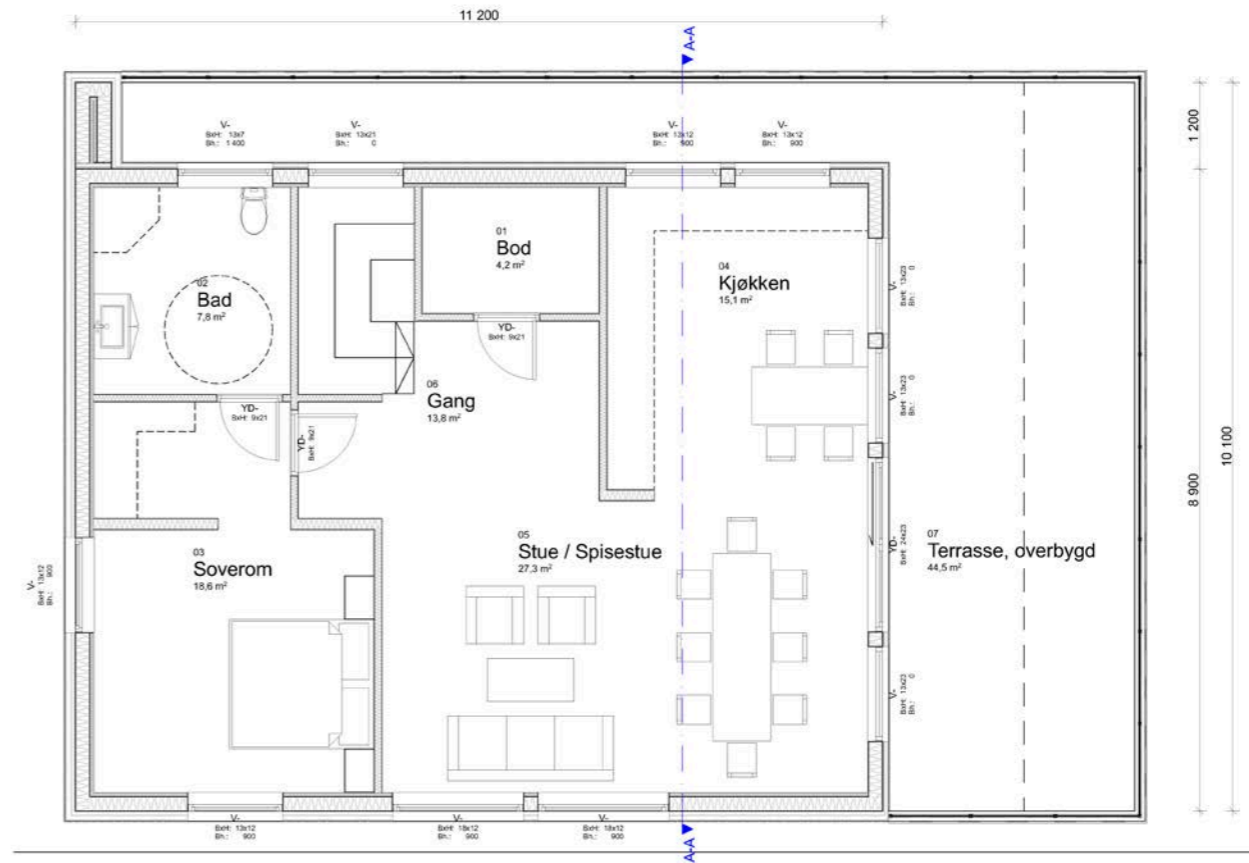 11 200
A-A
1 200
V-
BxH: 13x7
Bh.: 1 400
V-
BxH: 13x21
Bh.: 0
V-
BxH: 13x12
Bh.: 900
V-
BxH: 13x12
Bh.: 900
01
Bod
4,2 m²
02
Bad
7,8 m²
04
Kjøkken
15,1 m²
V-
BxH: 13x23
Bh.: 0
YD-
BxH: 9x21
06
Gang
13,8 m²
V-
BxH: 13x23
Bh.: 0
YD-
BxH: 9x21
YD-
BxH: 9x21
10 100
8 900
03
Soverom
18,6 m²
05
Stue / Spisestue
27,3 m²
YD-
BxH: 24x23
07
Terrasse, overbygd
44,5 m²
V-
BxH: 13x12
Bh.: 900
V-
BxH: 13x23
Bh.: 0
V-
BxH: 13x12
Bh.: 900
V-
BxH: 18x12
Bh.: 900
V-
BxH: 18x12
Bh.: 900
A-A